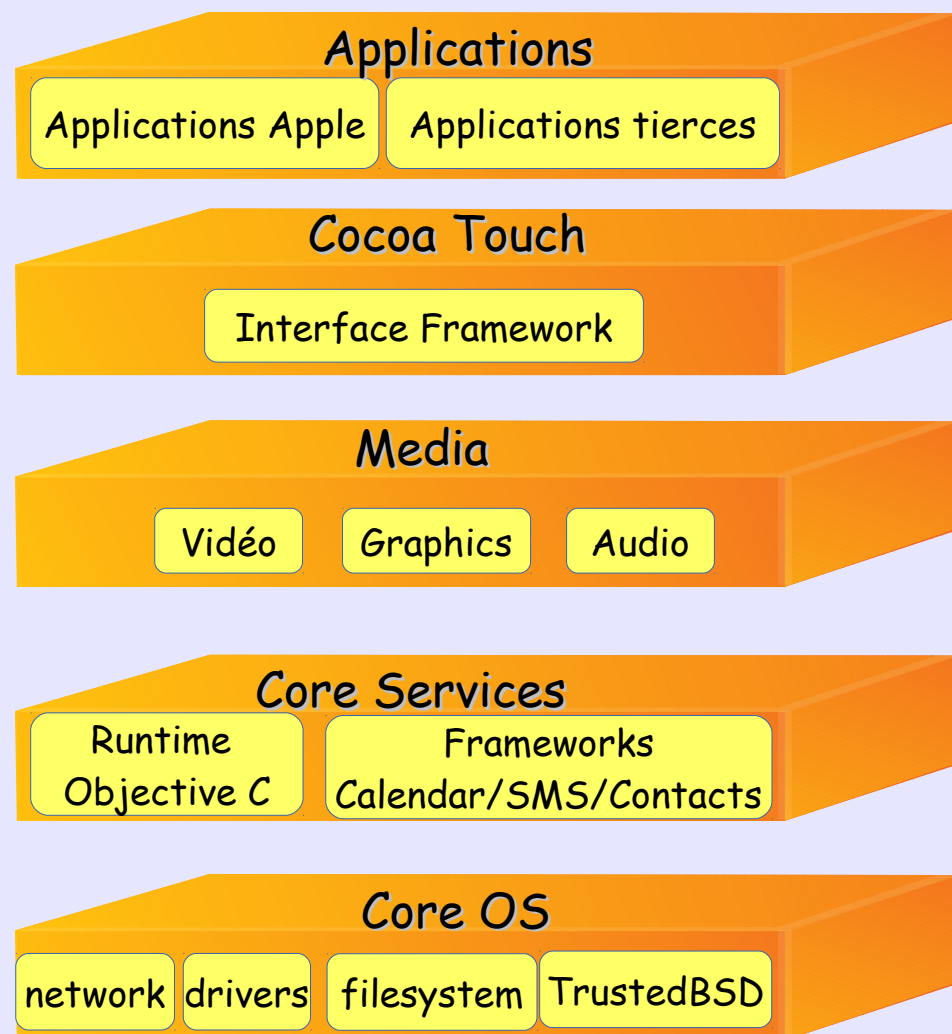 Applications
Applications Apple
Applications tierces
Cocoa Touch
Interface Framework
Media
Vidéo
Graphics
Audio
Core Services
Runtime
Objective C
Frameworks
Calendar/SMS/Contacts
Core OS
network
drivers
filesystem
TrustedBSD